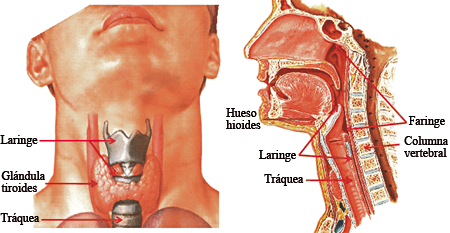 Laringe
Glándula
tiroides
Tráquea
Hueso
hioides
Laringe
Tráquea
Faringe
Columna
vertebral